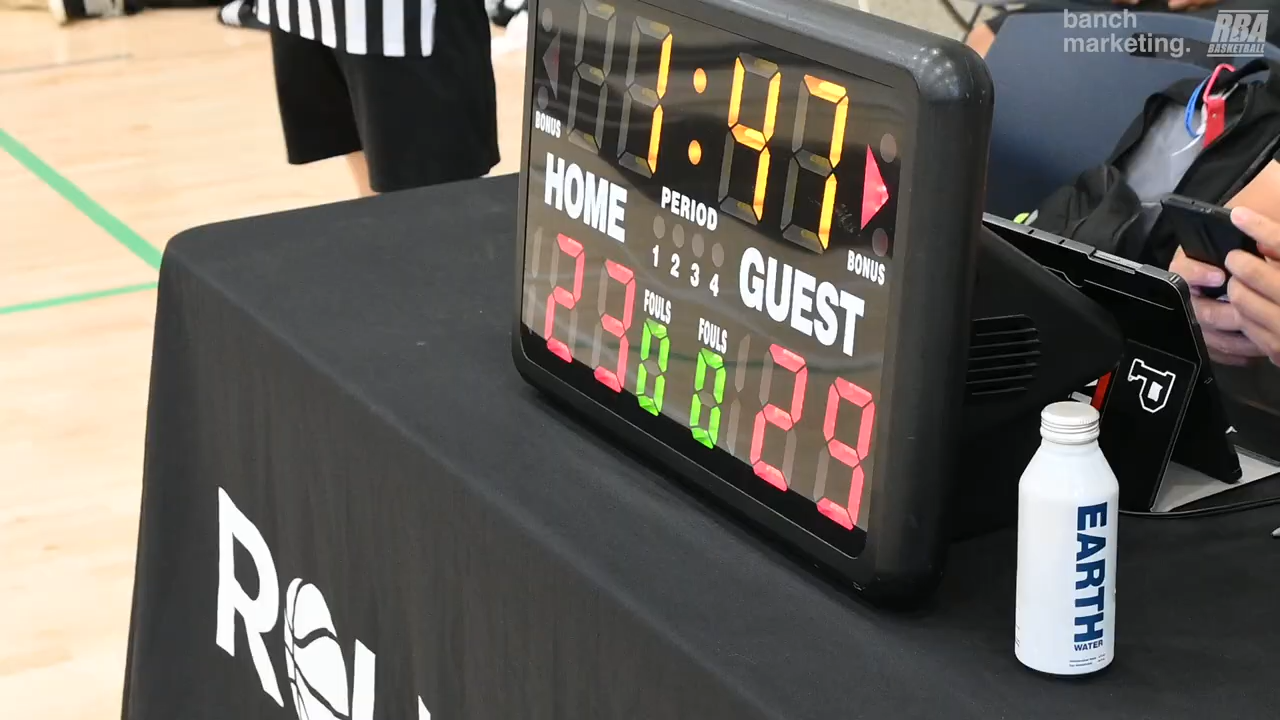 banch
marketing.
RBA
BASKETBALL
1:47
BONUS
HOME
PERIOD
1 2 3 4
BONUS
GUEST
FOULS
FOULS
23
0
0
29
P
EARTH
WATER